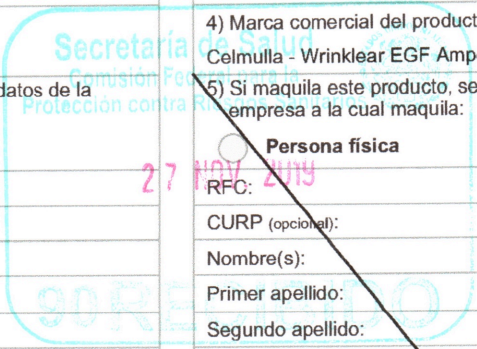 4) Marca comercial del product
Celmulla - Wrinklear EGF Amp
datos de la
5) Si maquila este producto, se
empresa a la cual maquila:
Persona física
RFC:
CURP (opcional):
Nombre(s):
Primer apellido:
Segundo apellido:
Secretaría de Salud
Comisión Federal para la
Protección contra Riesgos Sanitarios
27 NOV 2019
90 RECIBIDO